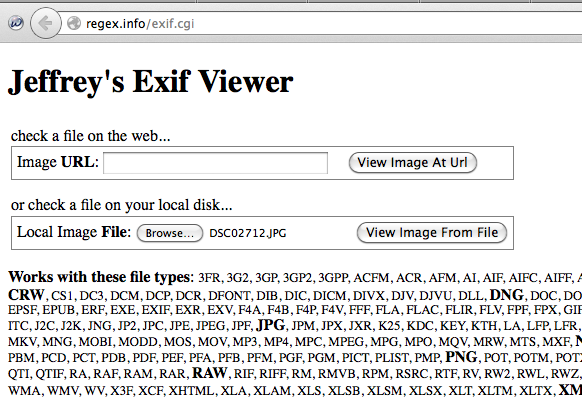 regex.info/exif.cgi
Jeffrey's Exif Viewer
check a file on the web...
Image URL: View Image At Url
or check a file on your local disk...
Local Image File: Browse... DSC02712.JPG View Image From File
Works with these file types: 3FR, 3G2, 3GP, 3GP2, 3GPP, ACFM, ACR, AFM, AI, AIF, AIFC, AIFF, A
CRW, CS1, DC3, DCM, DCP, DCR, DFONT, DIB, DIC, DICM, DIVX, DJV, DJVU, DLL, DNG, DOC, DO
EPSF, EPUB, ERF, EXE, EXIF, EXR, EXV, F4A, F4B, F4P, F4V, FFF, FLA, FLAC, FLIR, FLV, FPF, FPX, GIF
ITC, J2C, J2K, JNG, JP2, JPC, JPE, JPEG, JPF, JPG, JPM, JPX, JXR, K25, KDC, KEY, KTH, LA, LFP, LFR,
MKV, MNG, MOBI, MODD, MOS, MOV, MP3, MP4, MPC, MPEG, MPG, MPO, MQV, MRW, MTS, MXF, N
PBM, PCD, PCT, PDB, PDF, PEF, PFA, PFB, PFM, PGF, PGM, PICT, PLIST, PMP, PNG, POT, POTM, POTX
QTI, QTIF, RA, RAF, RAM, RAR, RAW, RIF, RIFF, RM, RMVB, RPM, RSRC, RTF, RV, RW2, RWL, RWZ,
WMA, WMV, WV, X3F, XCF, XHTML, XLA, XLAM, XLS, XLSB, XLSM, XLSX, XLT, XLTM, XLTX, XM